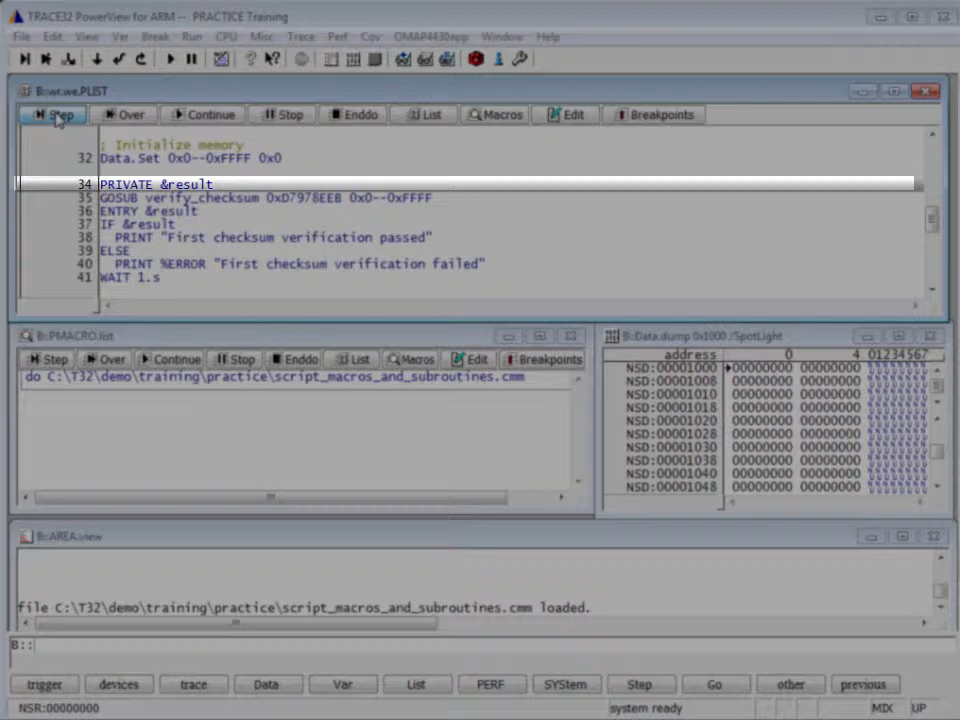 TRACE32 PowerView for ARM -- PRACTICE Training
File Edit View Var Break Run CPU Misc Trace Perf Cov OMAP4430app Window Help
B::wr.we.PLIST
Step Over Continue Stop Enddo List Macros Edit Breakpoints
; Initialize memory
32 Data.Set 0x0--0xFFFF 0x0
34 PRIVATE &result
35 GOSUB verify_checksum 0xD7978EEB 0x0--0xFFFF
36 ENTRY &result
37 IF &result
38 PRINT "First checksum verification passed"
39 ELSE
40 PRINT %ERROR "First checksum verification failed"
41 WAIT 1.s
B::PMACRO.list
Step Over Continue Stop Enddo List Macros Edit Breakpoints
do C:\T32\demo\training\practice\script_macros_and_subroutines.cmm
B::Data.dump 0x1000 /SpotLight
address 0 4 01234567
NSD:00001000 00000000 00000000
NSD:00001008 00000000 00000000
NSD:00001010 00000000 00000000
NSD:00001018 00000000 00000000
NSD:00001020 00000000 00000000
NSD:00001028 00000000 00000000
NSD:00001030 00000000 00000000
NSD:00001038 00000000 00000000
NSD:00001040 00000000 00000000
NSD:00001048 00000000 00000000
B::AREA.view
file C:\T32\demo\training\practice\script_macros_and_subroutines.cmm loaded.
B::
trigger devices trace Data Var List PERF SYStem Step Go other previous
NSR:00000000 system ready MIX UP